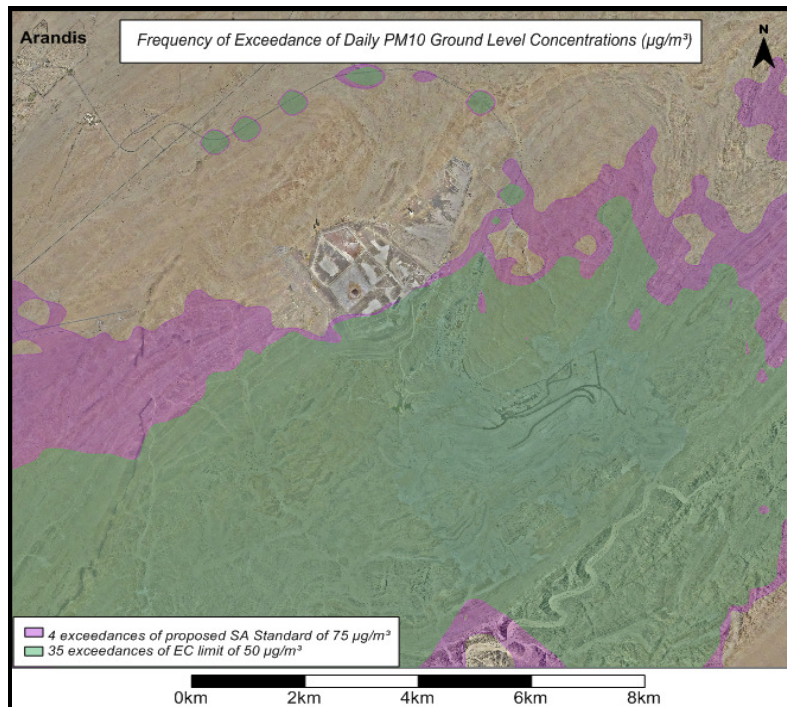 Arandis
Frequency of Exceedance of Daily PM10 Ground Level Concentrations (µg/m³)
N
4 exceedances of proposed SA Standard of 75 µg/m³
35 exceedances of EC limit of 50 µg/m³
0km 2km 4km 6km 8km